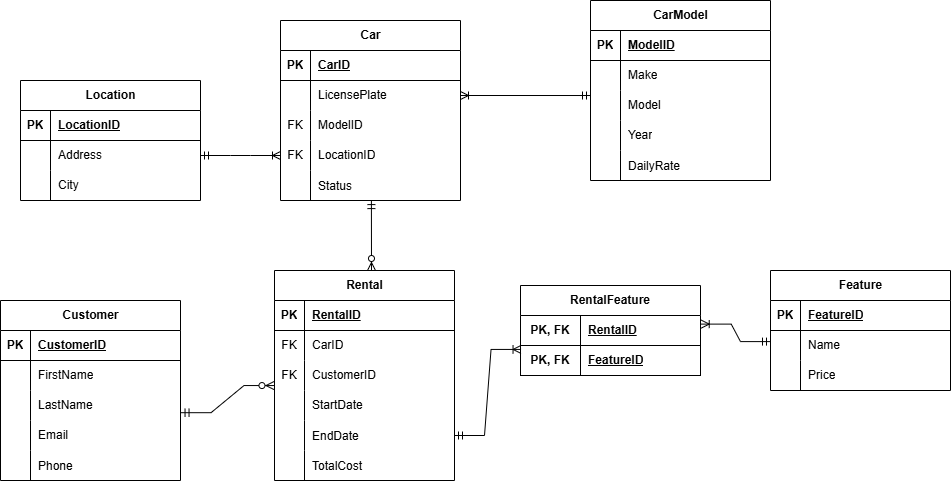 Car
PK CarID
LicensePlate
FK ModelID
FK LocationID
Status
CarModel
PK ModelID
Make
Model
Year
DailyRate
Location
PK LocationID
Address
City
Customer
PK CustomerID
FirstName
LastName
Email
Phone
Rental
PK RentalID
FK CarID
FK CustomerID
StartDate
EndDate
TotalCost
RentalFeature
PK, FK RentalID
PK, FK FeatureID
Feature
PK FeatureID
Name
Price